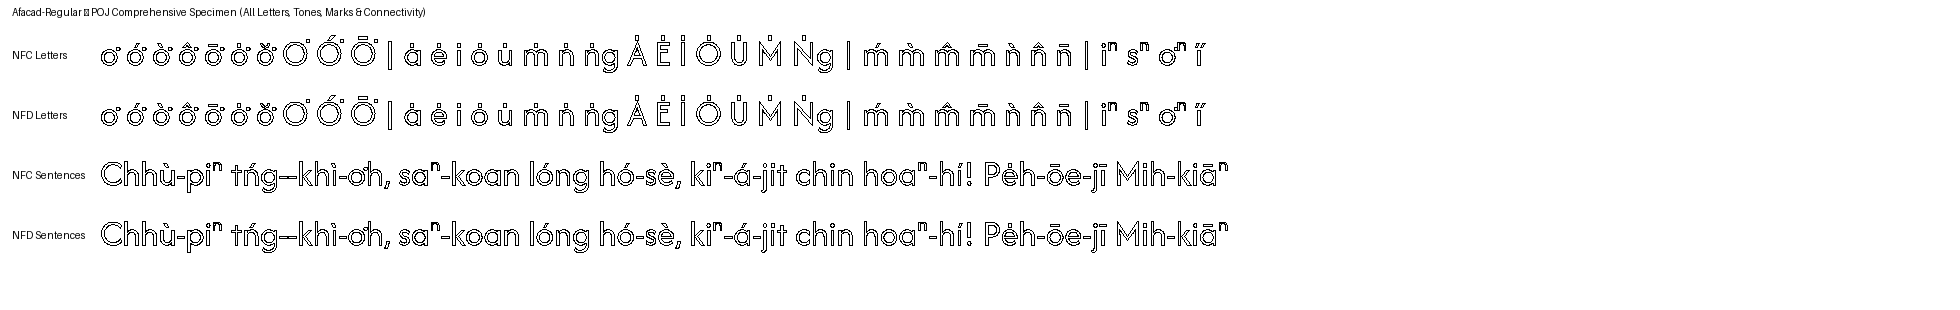 Afacad-Regular □ POJ Comprehensive Specimen (All Letters, Tones, Marks & Connectivity)
NFC Letters o͘ ó͘ ò͘ ô͘ ō͘ o̍͘ ǒ͘ O͘ Ó͘ Ō͘ | a̍ e̍ i̍ o̍ u̍ m̍ n̍ n̍g A̍ E̍ I̍ O̍ U̍ M̍ N̍g | ḿ m̀ m̂ m̄ ǹ n̂ n̄ | iⁿ sⁿ o͘ⁿ i̋
NFD Letters o͘ ó͘ ò͘ ô͘ ō͘ o̍͘ ǒ͘ O͘ Ó͘ Ō͘ | a̍ e̍ i̍ o̍ u̍ m̍ n̍ n̍g A̍ E̍ I̍ O̍ U̍ M̍ N̍g | ḿ m̀ m̂ m̄ ǹ n̂ n̄ | iⁿ sⁿ o͘ⁿ i̋
NFC Sentences Chhù-piⁿ tńg--khì-o͘h, saⁿ-koan lóng hó-sè, kiⁿ-á-jit chin hoaⁿ-hí! Pe̍h-ōe-jī Mih-kiāⁿ
NFD Sentences Chhù-piⁿ tńg--khì-o͘h, saⁿ-koan lóng hó-sè, kiⁿ-á-jit chin hoaⁿ-hí! Pe̍h-ōe-jī Mih-kiāⁿ